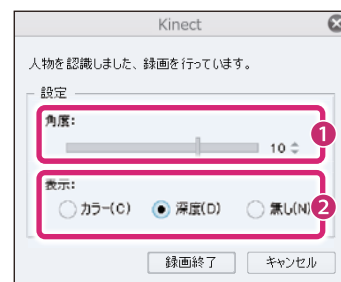 Kinect
人物を認識しました、録画を行っています。
設定
角度:
10
1
表示:
カラー(C) 深度(D) 無し(N)
2
録画終了 キャンセル